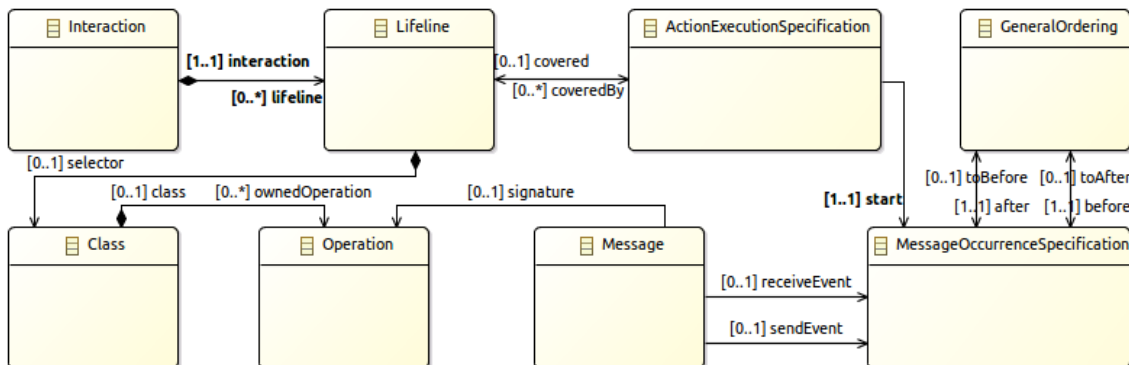 Interaction
Lifeline
ActionExecutionSpecification
GeneralOrdering
[1..1] interaction
[0..*] lifeline
[0..1] covered
[0..*] coveredBy
[0..1] selector
[0..1] class
[0..*] ownedOperation
[0..1] signature
[1..1] start
[0..1] toBefore
[0..1] toAfter
[1..1] after
[1..1] before
Class
Operation
Message
MessageOccurrenceSpecification
[0..1] receiveEvent
[0..1] sendEvent